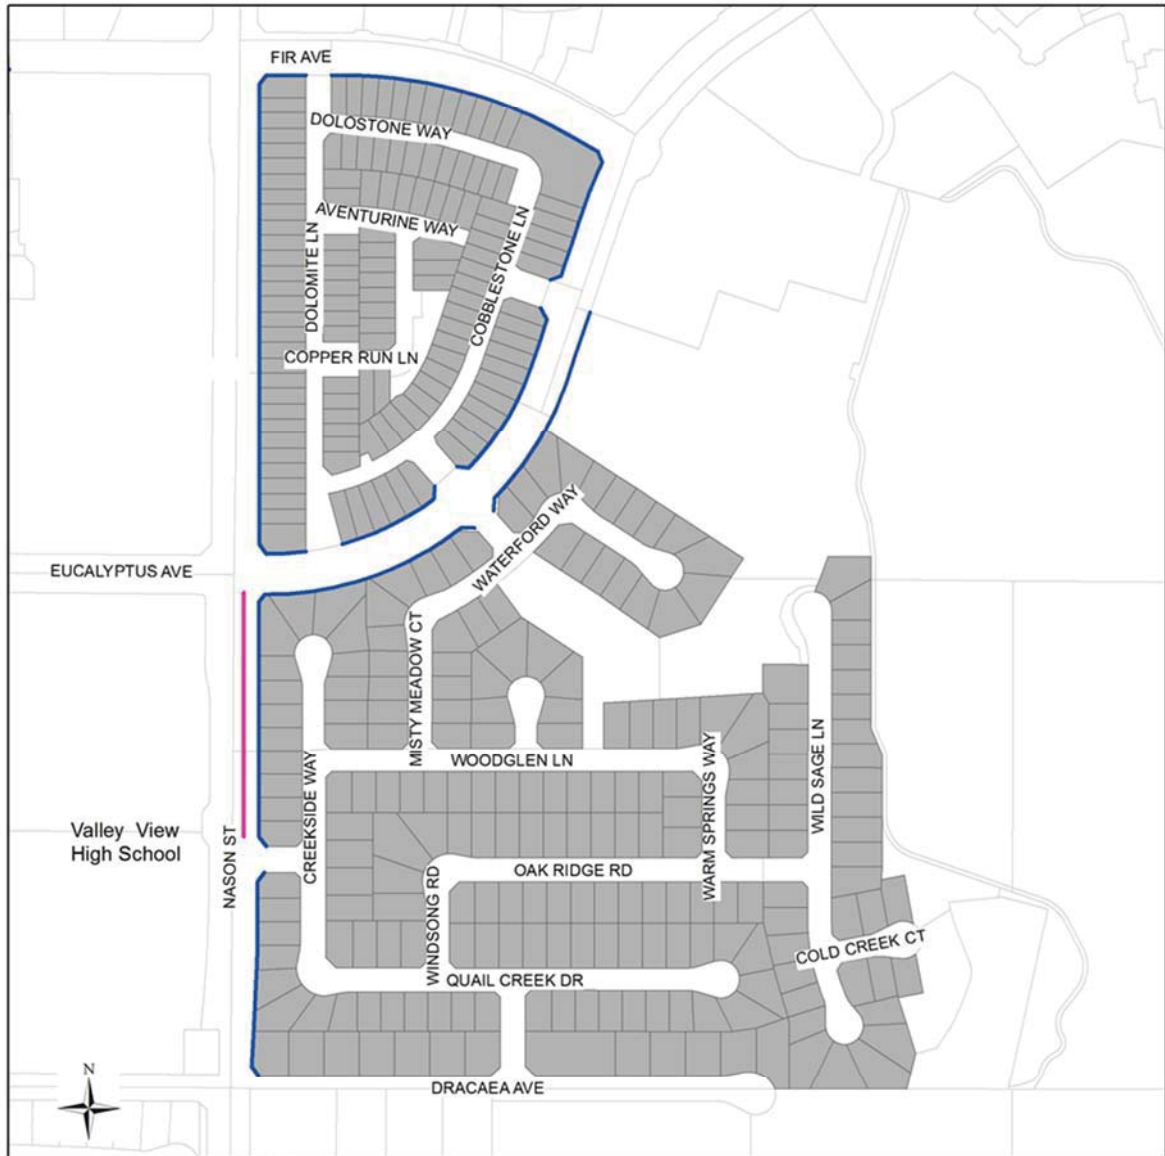 FIR AVE
DOLOSTONE WAY
AVENTURINE WAY
DOLOMITE LN
COBBLESTONE LN
COPPER RUN LN
EUCALYPTUS AVE
WATERFORD WAY
MISTY MEADOW CT
WOODGLEN LN
WARM SPRINGS WAY
WILD SAGE LN
CREEKSIDE WAY
Valley View
High School
NASON ST
OAK RIDGE RD
WINDSONG RD
COLD CREEK CT
QUAIL CREEK DR
N
DRACAEA AVE